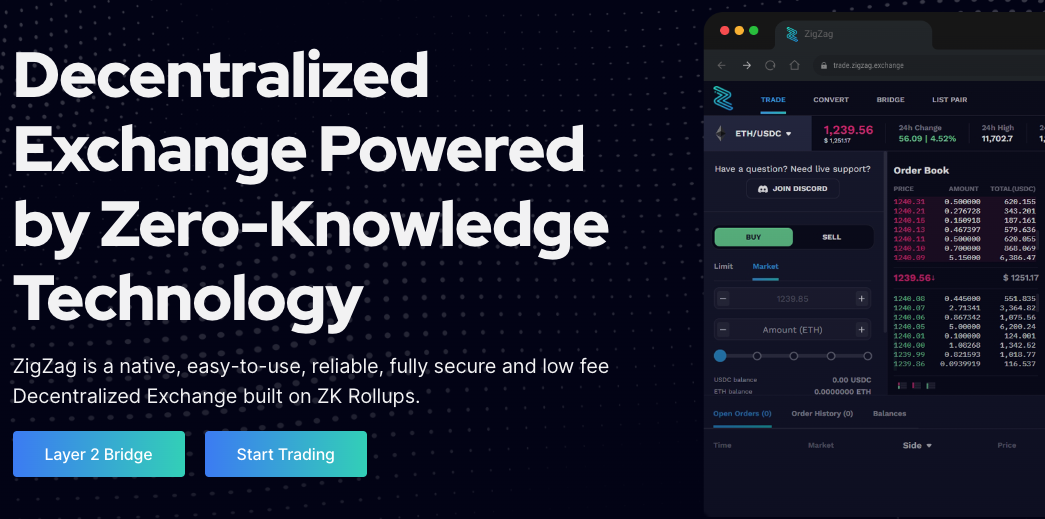 Decentralized
Exchange Powered
by Zero-Knowledge
Technology
ZigZag is a native, easy-to-use, reliable, fully secure and low fee
Decentralized Exchange built on ZK Rollups.
Layer 2 Bridge
Start Trading
ZigZag
trade.zigzag.exchange
TRADE CONVERT BRIDGE LIST PAIR
ETH/USDC
1,239.56
$ 1,251.17
24h Change
56.09 | 4.52%
24h High
11,702.7
Have a question? Need live support?
JOIN DISCORD
BUY SELL
Limit Market
1239.85
Amount (ETH)
USDC balance 0.00 USDC
ETH balance 0.0000000 ETH
Order Book
PRICE AMOUNT TOTAL(USDC)
1240.31 0.500000 620.155
1240.21 0.276728 343.201
1240.18 0.150918 187.161
1240.13 0.467397 579.636
1240.11 0.500000 620.055
1240.10 0.700000 868.069
1240.09 5.15000 6,386.47
1239.56↓ $ 1251.17
1240.08 0.445000 551.835
1240.07 2.71341 3,364.82
1240.06 0.867342 1,075.56
1240.05 5.00000 6,200.24
1240.01 0.100000 124.001
1240.00 1.08268 1,342.52
1239.99 0.821593 1,018.77
1239.86 0.0939919 116.537
Open Orders (0) Order History (0) Balances
Time Market Side Price